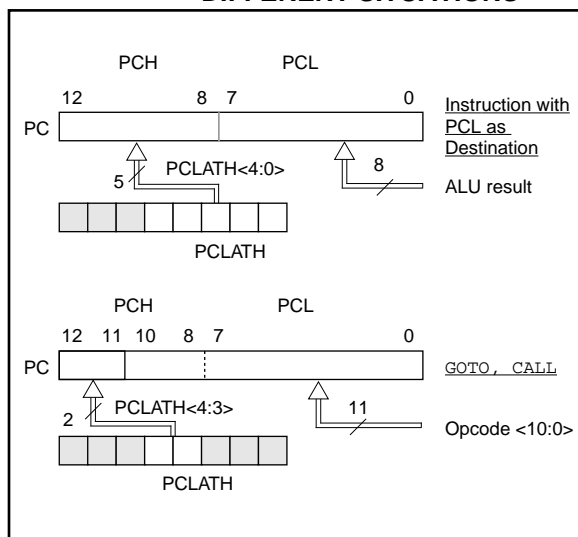 DIFFERENT SITUATIONS
PCH PCL
12 8 7 0
PC
Instruction with
PCL as
Destination
PCLATH<4:0>
5
8
ALU result
PCLATH
PCH PCL
12 11 10 8 7 0
PC
GOTO, CALL
PCLATH<4:3>
2
11
Opcode <10:0>
PCLATH